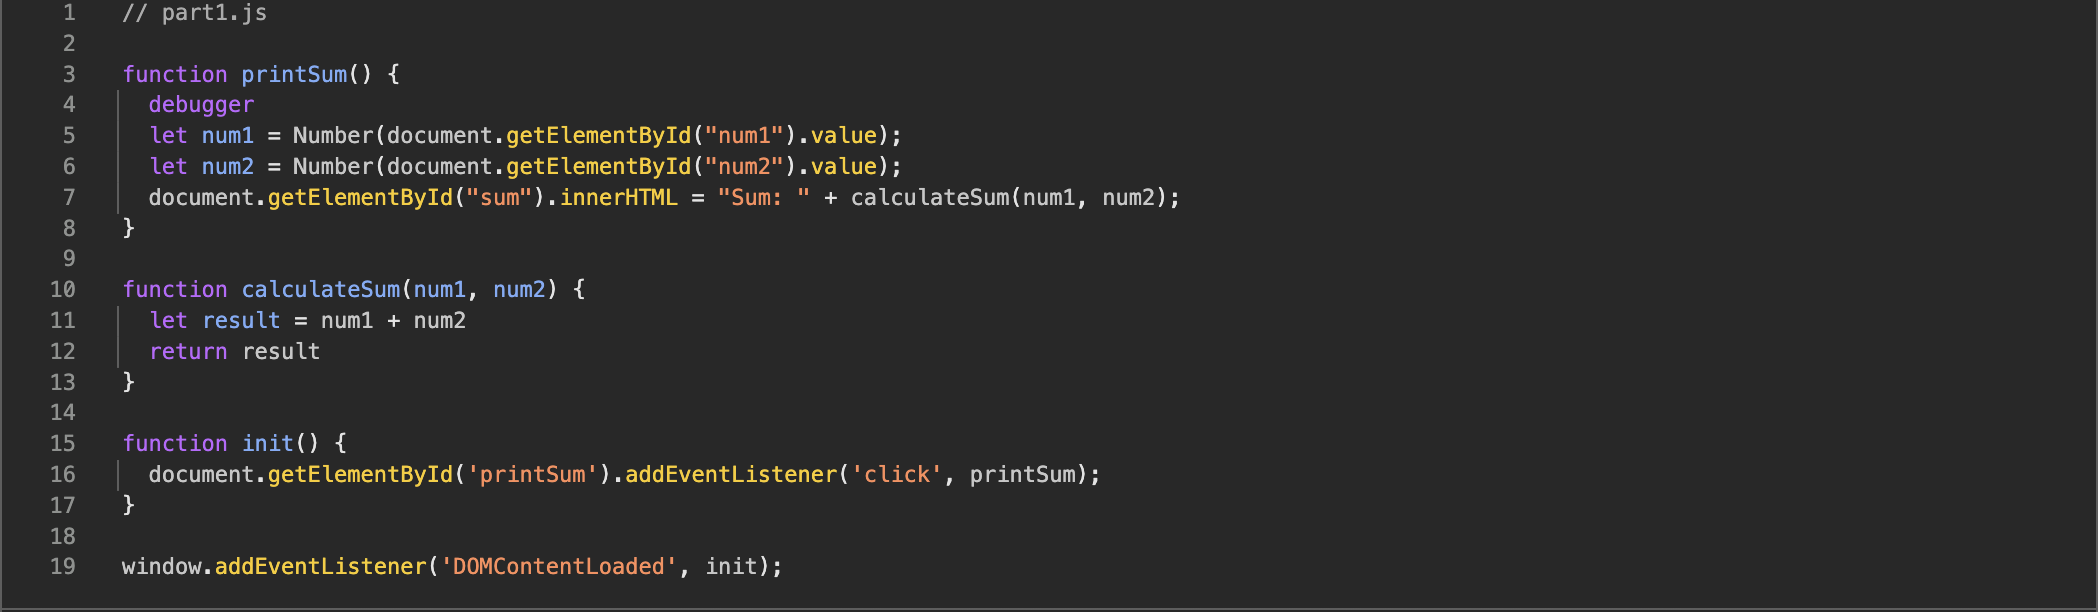 1 // part1.js
2
3 function printSum() {
4   debugger
5   let num1 = Number(document.getElementById("num1").value);
6   let num2 = Number(document.getElementById("num2").value);
7   document.getElementById("sum").innerHTML = "Sum: " + calculateSum(num1, num2);
8 }
9
10 function calculateSum(num1, num2) {
11   let result = num1 + num2
12   return result
13 }
14
15 function init() {
16   document.getElementById('printSum').addEventListener('click', printSum);
17 }
18
19 window.addEventListener('DOMContentLoaded', init);